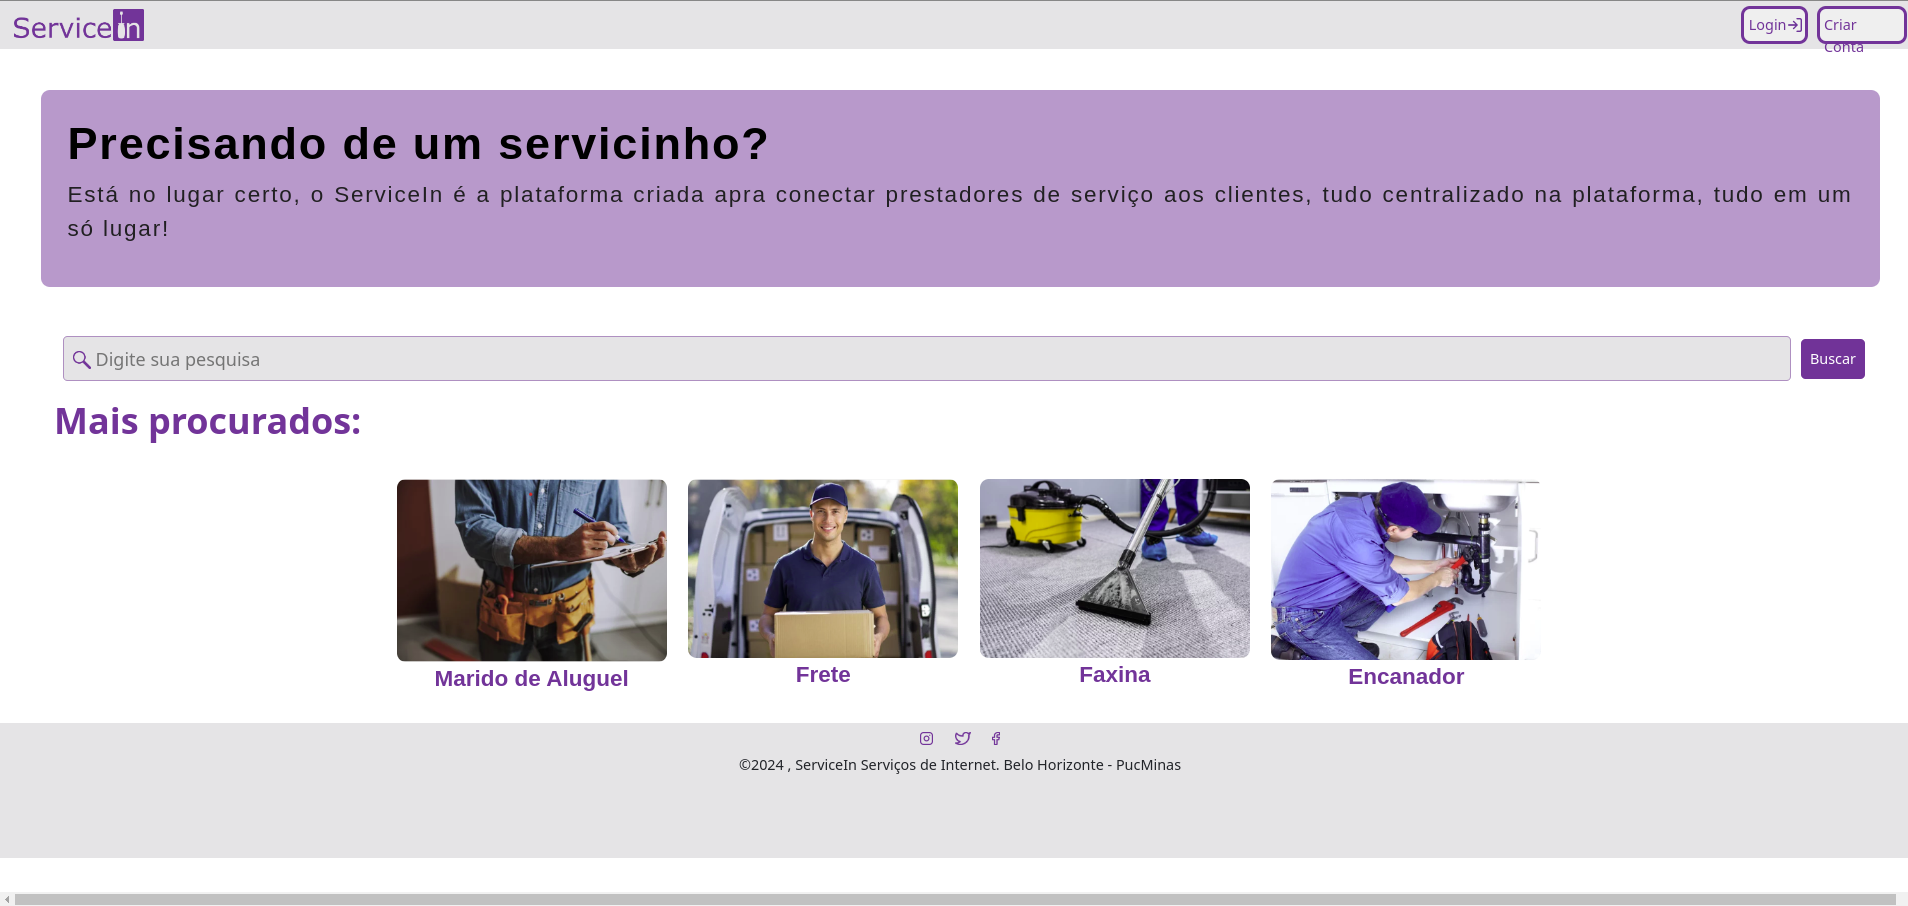 ServiceIn
Login
Criar
Conta
Precisando de um servicinho?
Está no lugar certo, o ServiceIn é a plataforma criada apra conectar prestadores de serviço aos clientes, tudo centralizado na plataforma, tudo em um
só lugar!
Digite sua pesquisa
Buscar
Mais procurados:
Marido de Aluguel
Frete
Faxina
Encanador
©2024 , ServiceIn Serviços de Internet. Belo Horizonte - PucMinas